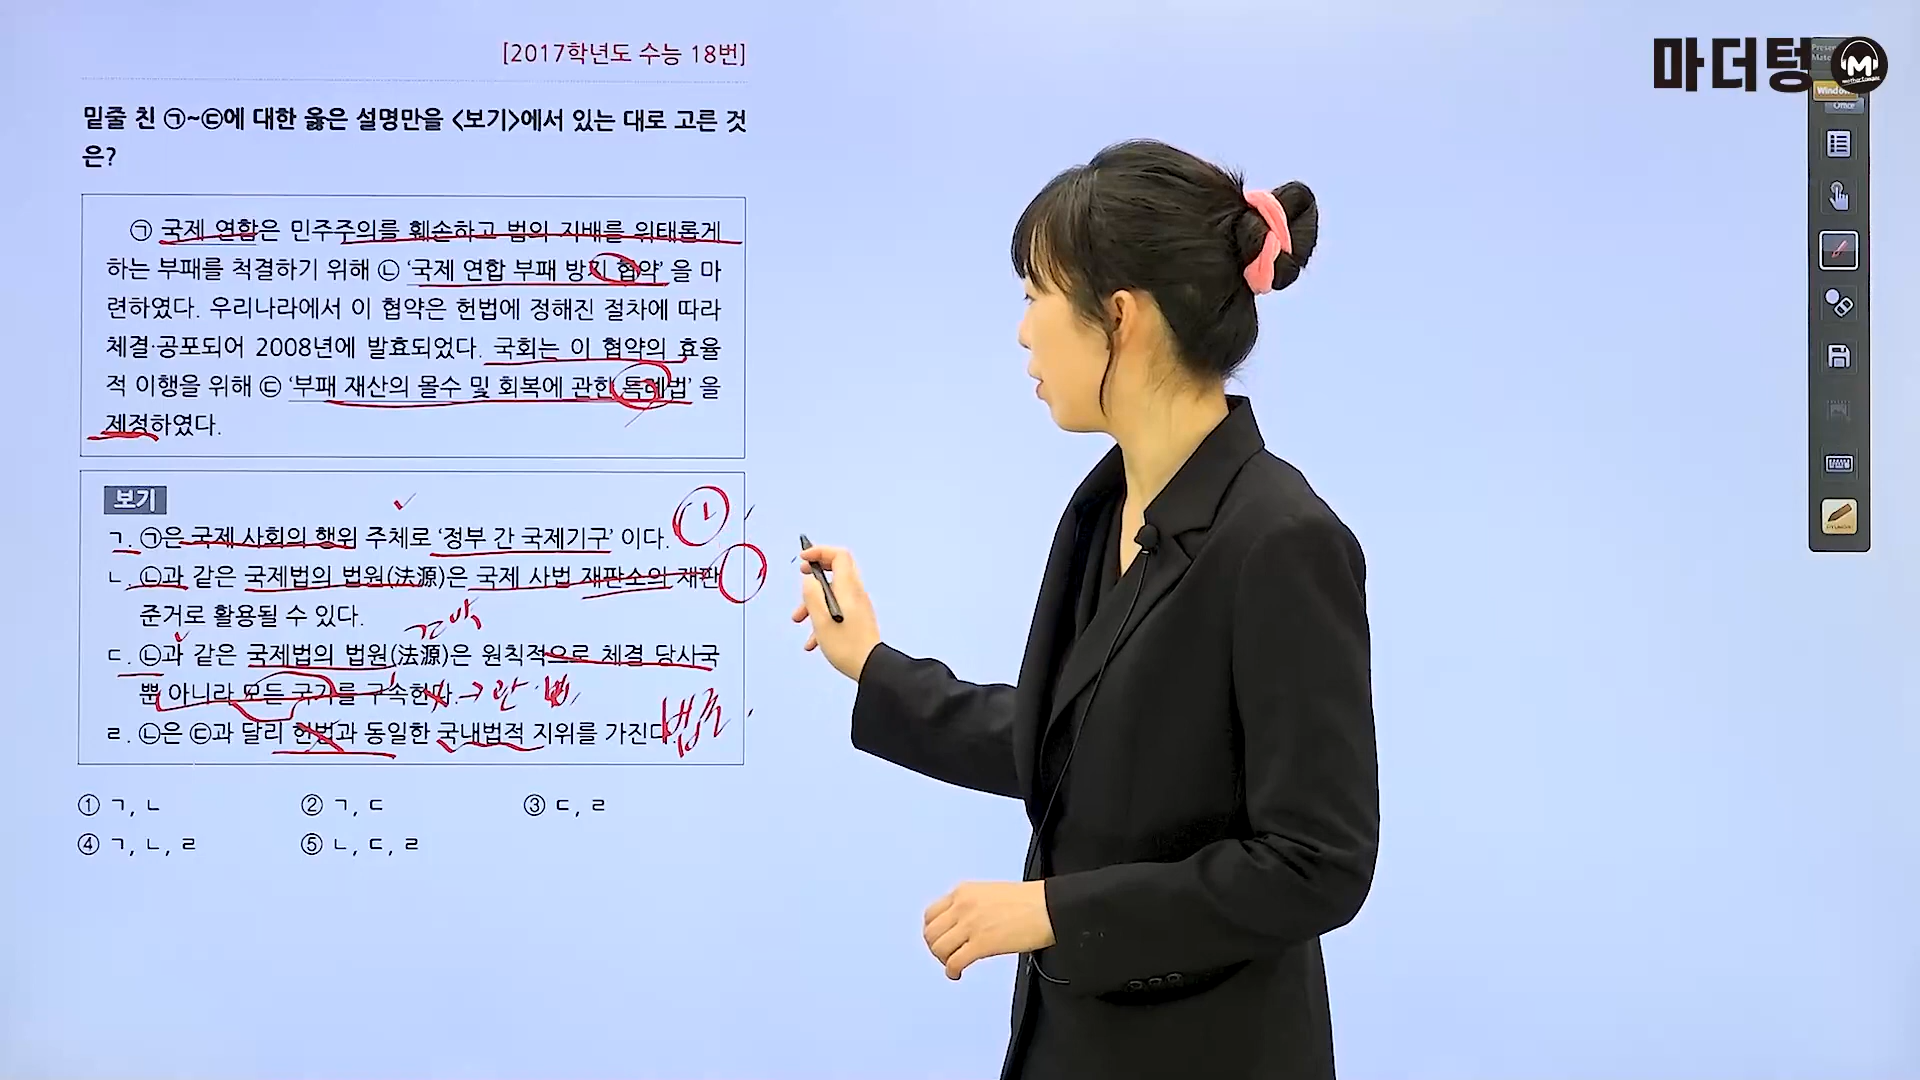 [2017학년도 수능 18번]
마더텅
밑줄 친 ㉠~㉢에 대한 옳은 설명만을 <보기>에서 있는 대로 고른 것
은?
㉠ 국제 연합은 민주주의를 훼손하고 법의 지배를 위태롭게
하는 부패를 척결하기 위해 ㉡ ‘국제 연합 부패 방지 협약’ 을 마
련하였다. 우리나라에서 이 협약은 헌법에 정해진 절차에 따라
체결·공포되어 2008년에 발효되었다. 국회는 이 협약의 효율
적 이행을 위해 ㉢ ‘부패 재산의 몰수 및 회복에 관한 특례법’ 을
제정하였다.
보기
ㄱ. ㉠은 국제 사회의 행위 주체로 ‘정부 간 국제기구’ 이다.
ㄴ. ㉡과 같은 국제법의 법원(法源)은 국제 사법 재판소의 재판
준거로 활용될 수 있다.
ㄷ. ㉡과 같은 국제법의 법원(法源)은 원칙적으로 체결 당사국
뿐 아니라 모든 국가를 구속한다. → 관·법
ㄹ. ㉡은 ㉢과 달리 헌법과 동일한 국내법적 지위를 가진다.
① ㄱ, ㄴ
② ㄱ, ㄷ
③ ㄷ, ㄹ
④ ㄱ, ㄴ, ㄹ
⑤ ㄴ, ㄷ, ㄹ